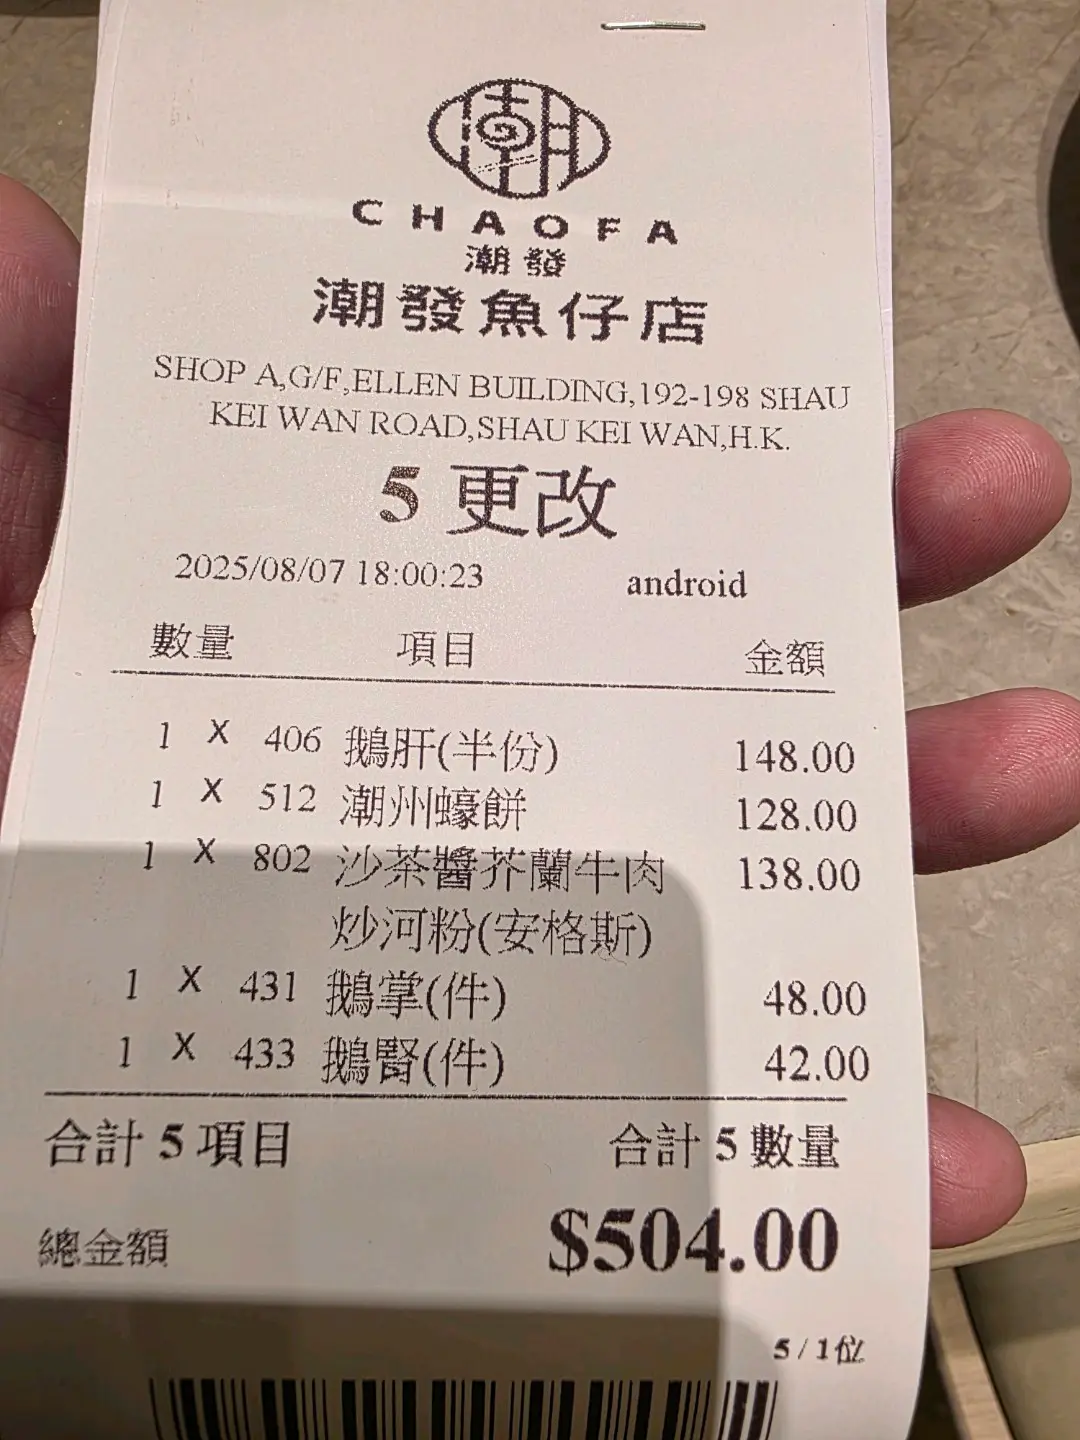 潮
CHAOFA
潮發
潮發魚仔店
SHOP A,G/F,ELLEN BUILDING,192-198 SHAU
KEI WAN ROAD,SHAU KEI WAN,H.K.
5 更改
2025/08/07 18:00:23 android
數量 項目 金額
1 X 406 鵝肝(半份) 148.00
1 X 512 潮州蠔餅 128.00
1 X 802 沙茶醬芥蘭牛肉 138.00
炒河粉(安格斯)
1 X 431 鵝掌(件) 48.00
1 X 433 鵝腎(件) 42.00
合計 5 項目 合計 5 數量
總金額 $504.00
5 / 1位